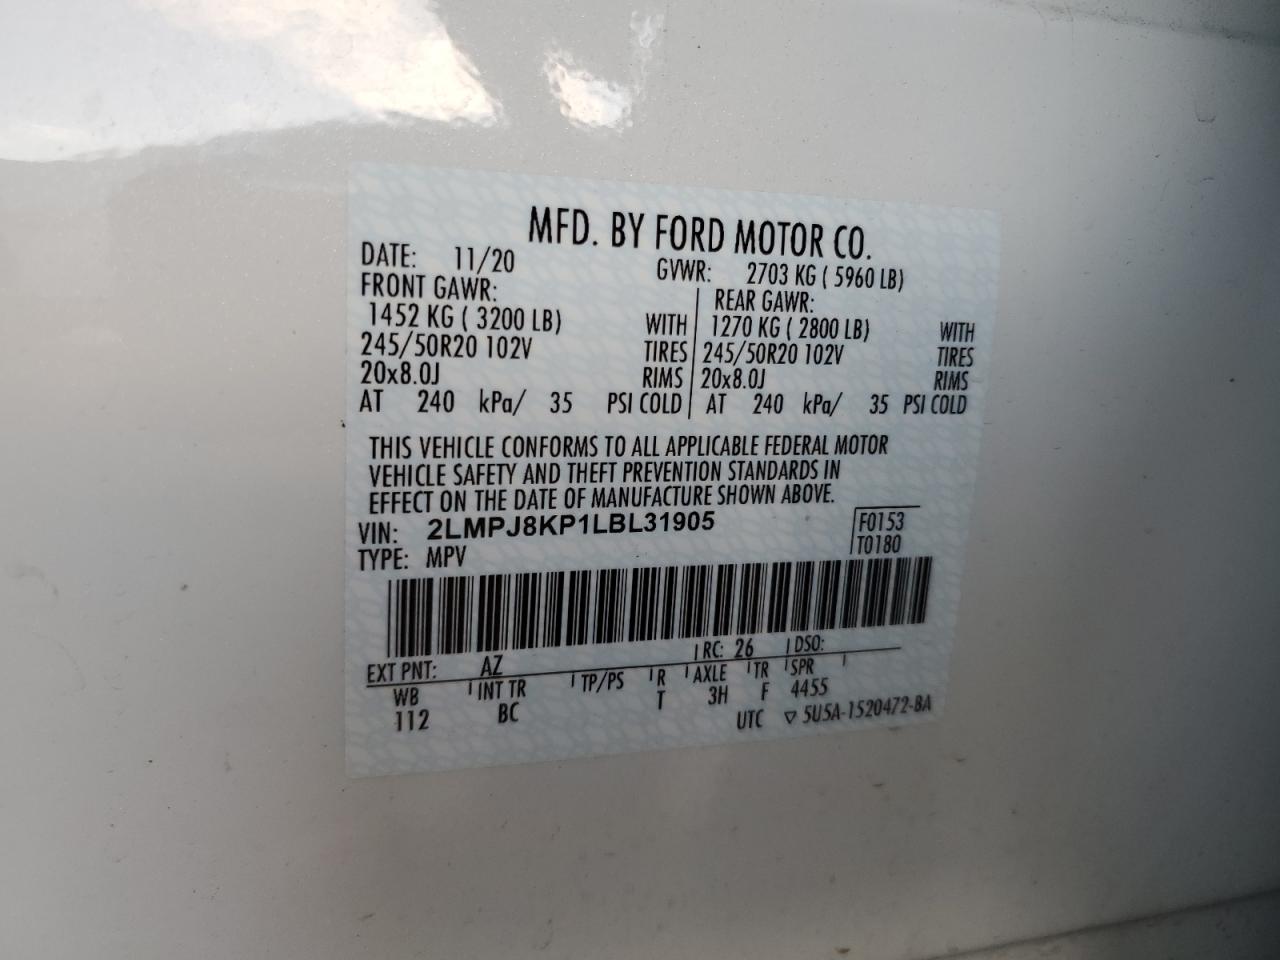 MFD. BY FORD MOTOR CO.
DATE: 11/20 GVWR: 2703 KG ( 5960 LB)
FRONT GAWR: REAR GAWR:
1452 KG ( 3200 LB) WITH 1270 KG ( 2800 LB) WITH
245/50R20 102V TIRES 245/50R20 102V TIRES
20x8.0J RIMS 20x8.0J RIMS
AT 240 kPa/ 35 PSI COLD AT 240 kPa/ 35 PSI COLD
THIS VEHICLE CONFORMS TO ALL APPLICABLE FEDERAL MOTOR
VEHICLE SAFETY AND THEFT PREVENTION STANDARDS IN
EFFECT ON THE DATE OF MANUFACTURE SHOWN ABOVE.
VIN: 2LMPJ8KP1LBL31905 F0153
TYPE: MPV T0180
EXT PNT: AZ RC: 26 DSO:
WB INT TR TP/PS R AXLE TR SPR
112 BC T 3H F 4455
UTC ▽ 5U5A-1520472-BA